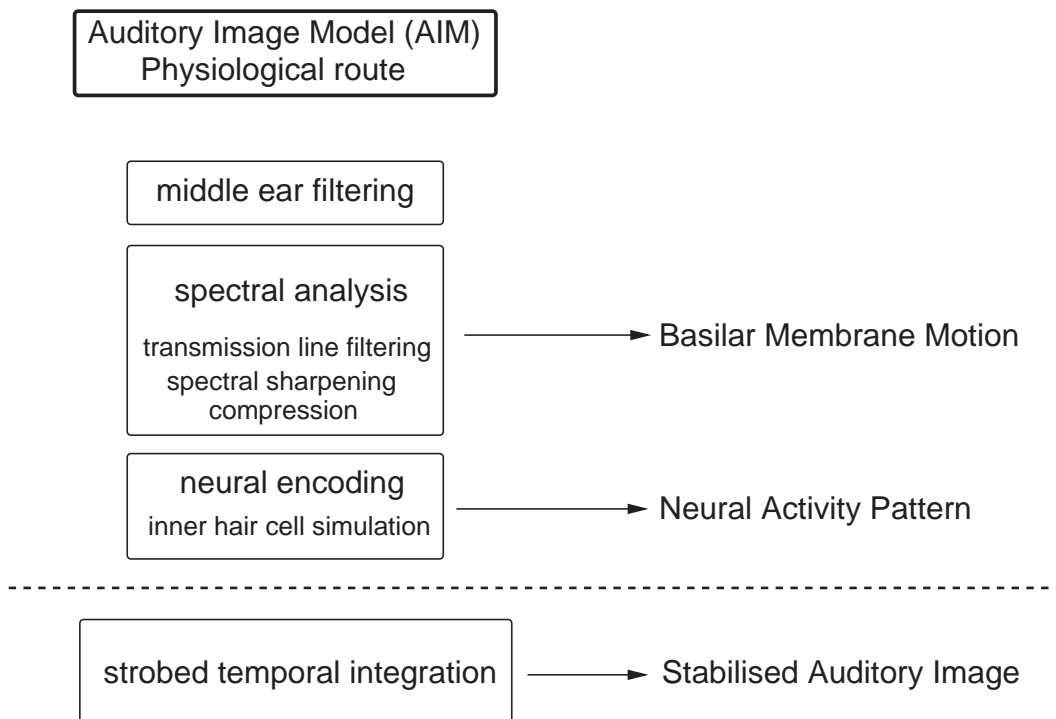 Auditory Image Model (AIM)
Physiological route
middle ear filtering
spectral analysis
transmission line filtering
spectral sharpening
compression
Basilar Membrane Motion
neural encoding
inner hair cell simulation
Neural Activity Pattern
strobed temporal integration
Stabilised Auditory Image